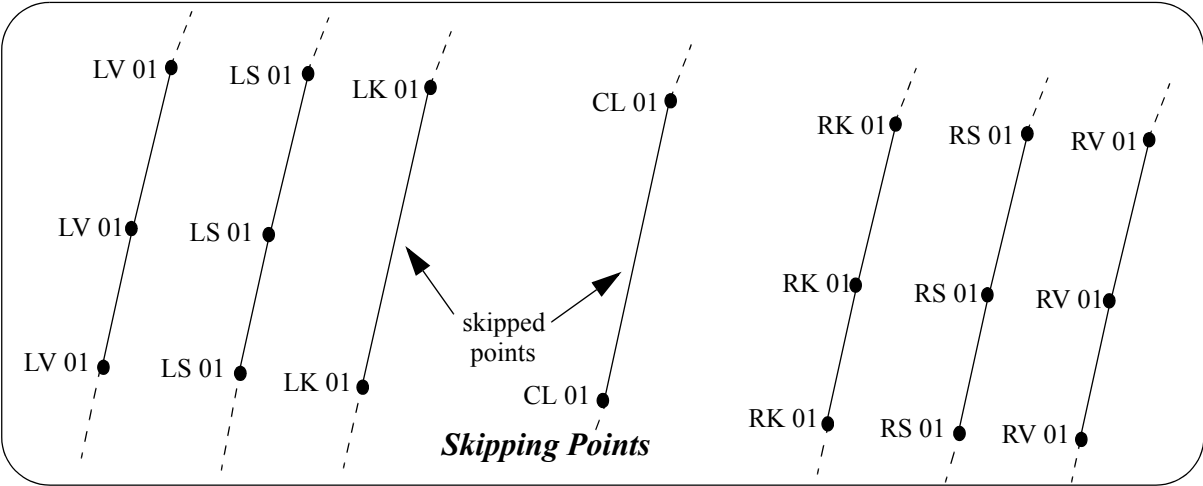 LV 01
LS 01
LK 01
CL 01
RK 01
RS 01
RV 01
LV 01
LS 01
RK 01
RS 01
RV 01
skipped
points
LV 01
LS 01
LK 01
CL 01
RK 01
RS 01
RV 01
Skipping Points